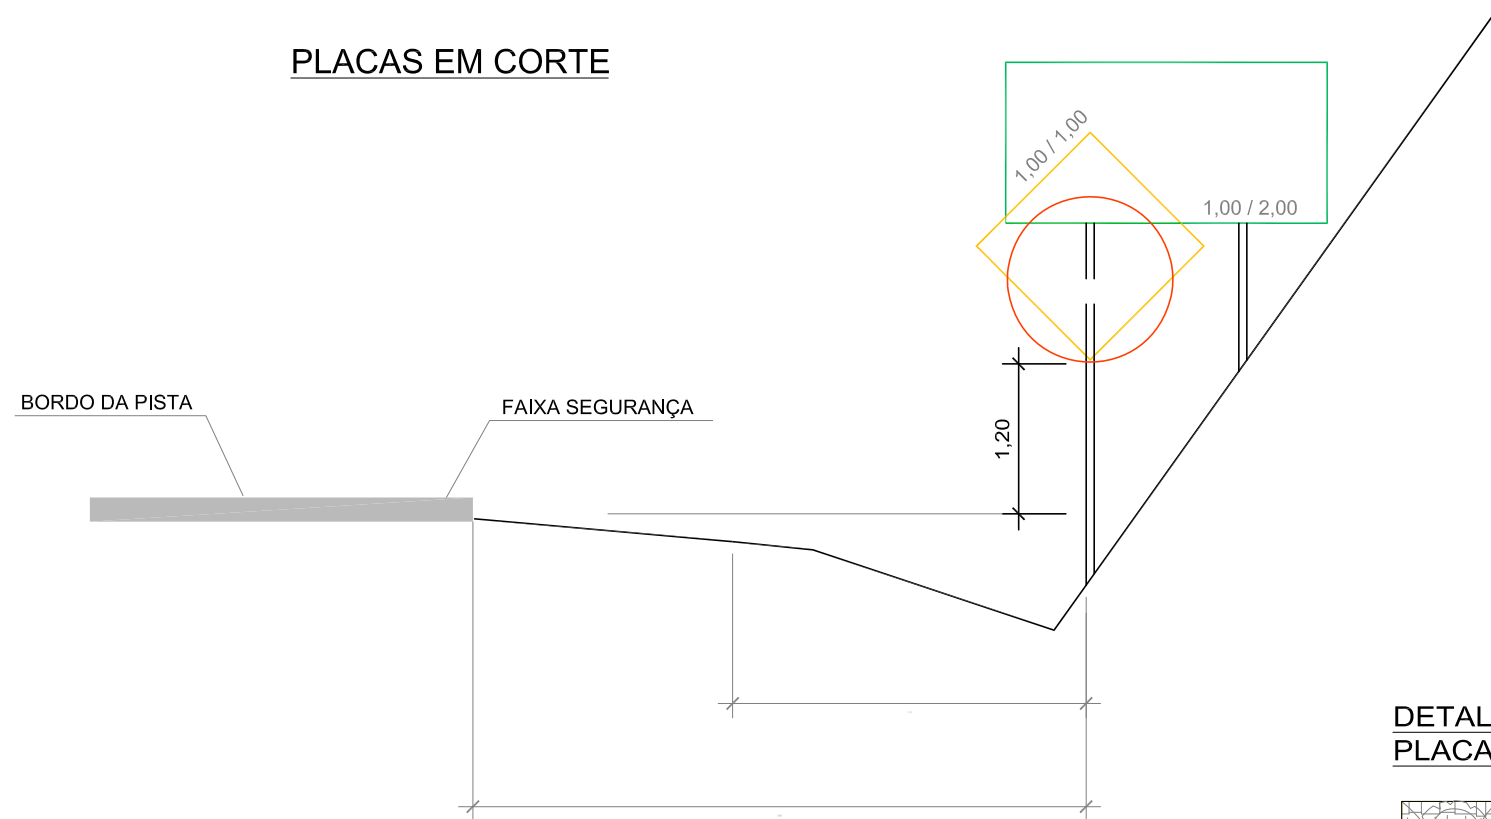 PLACAS EM CORTE
1,00 / 1,00
1,00 / 2,00
BORDO DA PISTA
FAIXA SEGURANÇA
1,20
DETAL
PLACA